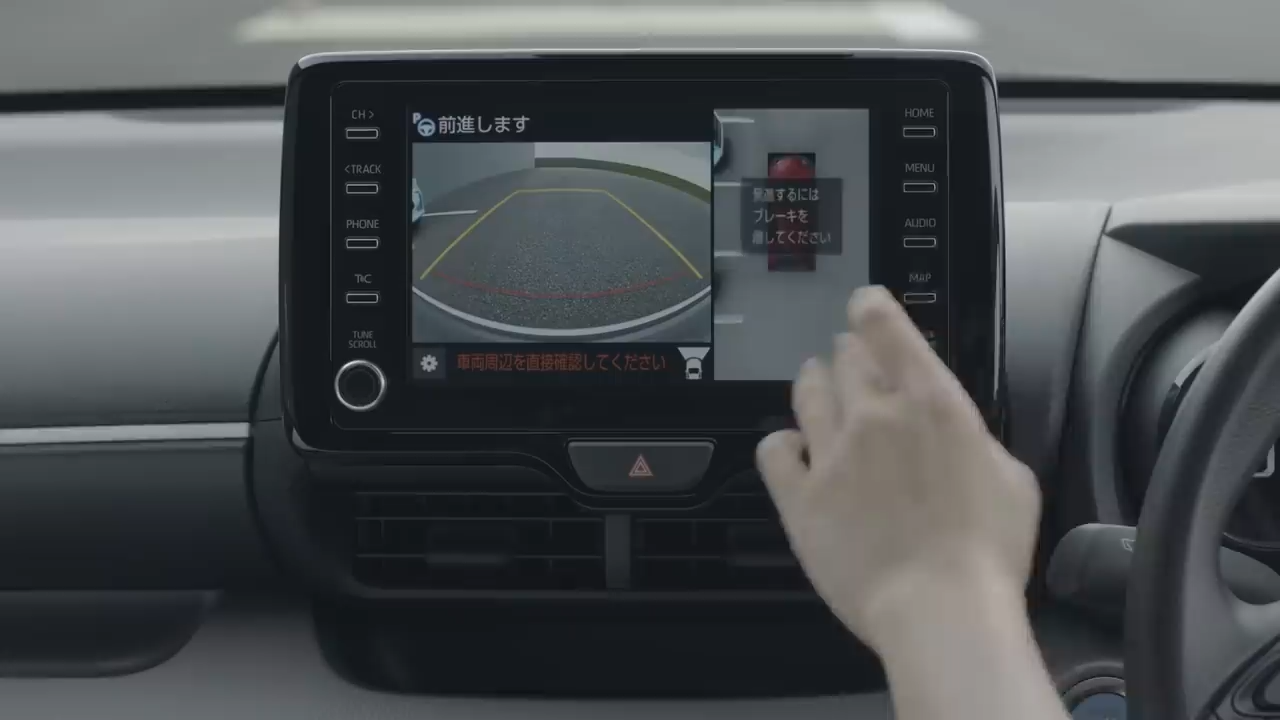 CH >
<TRACK
PHONE
T&C
TUNE
SCROLL
P
前進します
車両周辺を直接確認してください
発進するには
ブレーキを
離してください
HOME
MENU
AUDIO
MAP